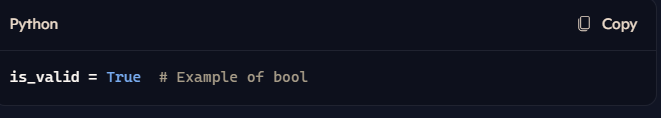 Python
Copy
is_valid = True  # Example of bool